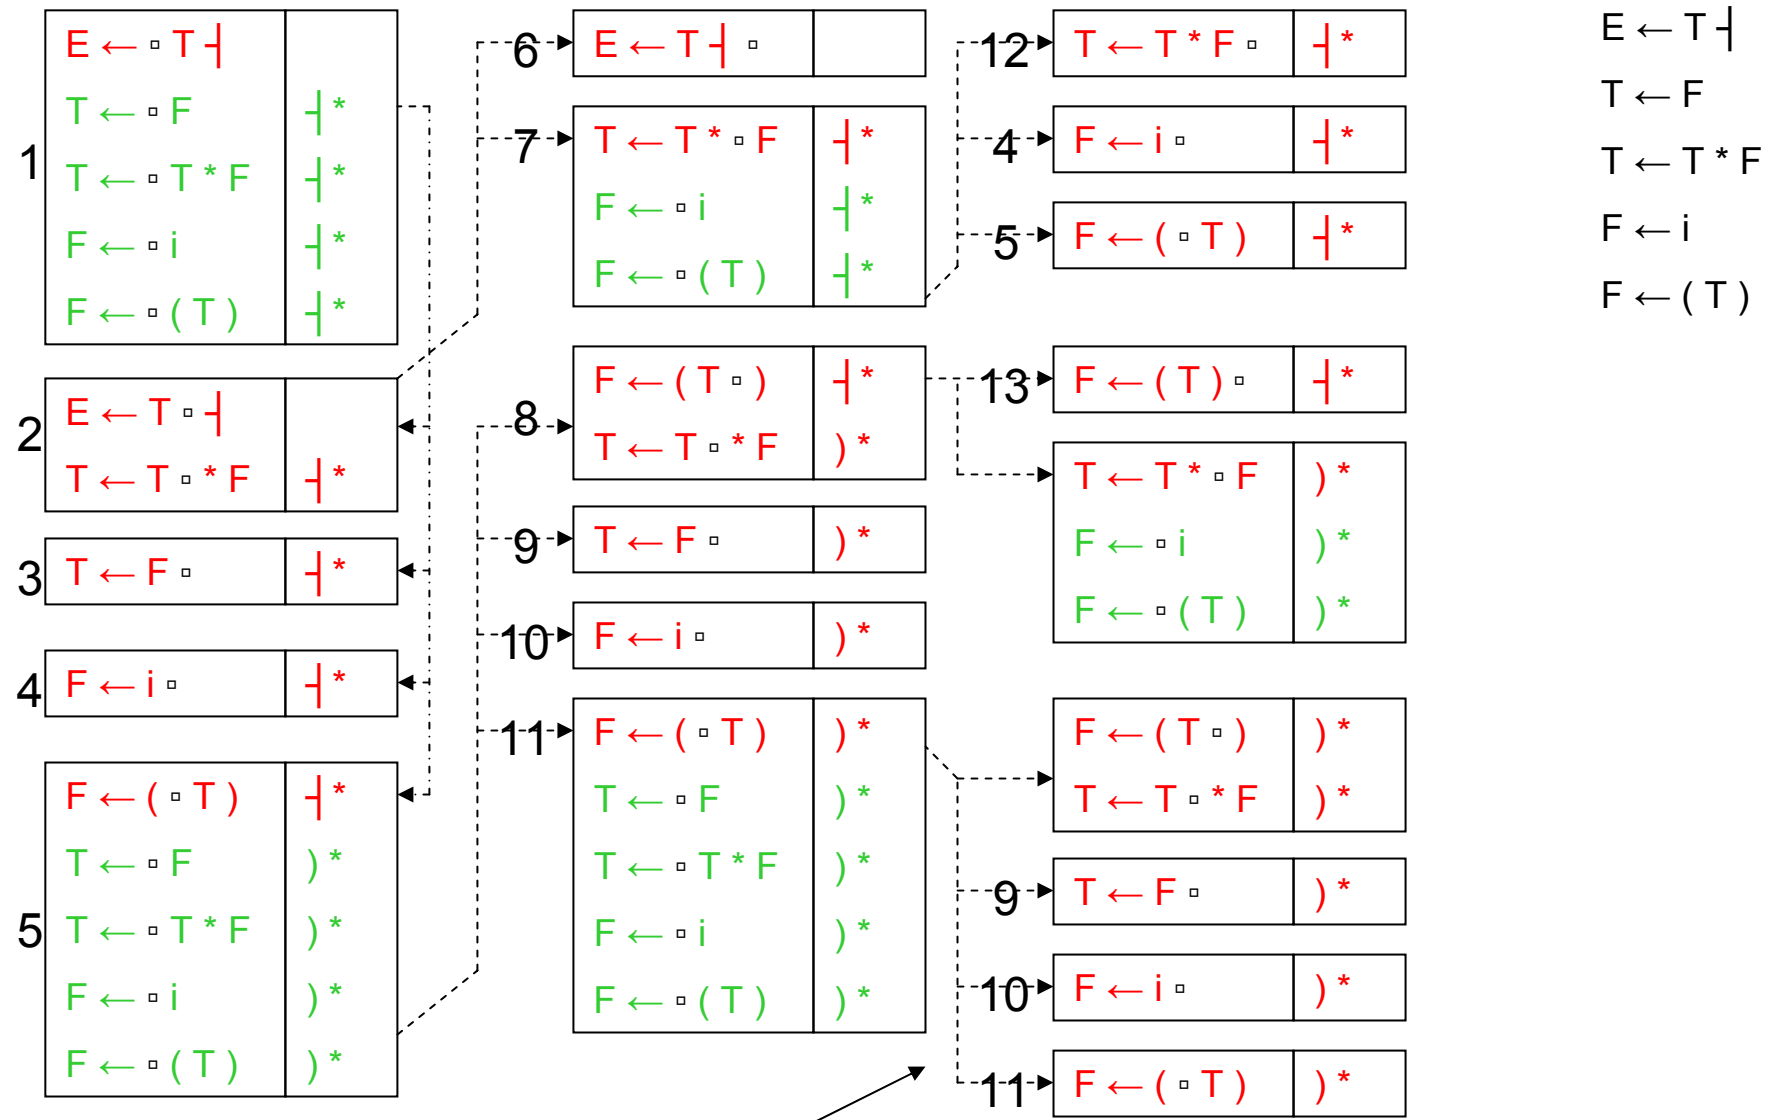 1
E ← ▫ T ┤
T ← ▫ F ┤*
T ← ▫ T * F ┤*
F ← ▫ i ┤*
F ← ▫ ( T ) ┤*
2
E ← T ▫ ┤
T ← T ▫ * F ┤*
3
T ← F ▫ ┤*
4
F ← i ▫ ┤*
5
F ← ( ▫ T ) ┤*
T ← ▫ F ) *
T ← ▫ T * F ) *
F ← ▫ i ) *
F ← ▫ ( T ) ) *
6
E ← T ┤ ▫
7
T ← T * ▫ F ┤*
F ← ▫ i ┤*
F ← ▫ ( T ) ┤*
8
F ← ( T ▫ ) ┤*
T ← T ▫ * F ) *
9
T ← F ▫ ) *
10
F ← i ▫ ) *
11
F ← ( ▫ T ) ) *
T ← ▫ F ) *
T ← ▫ T * F ) *
F ← ▫ i ) *
F ← ▫ ( T ) ) *
12
T ← T * F ▫ ┤*
4
F ← i ▫ ┤*
5
F ← ( ▫ T ) ┤*
13
F ← ( T ) ▫ ┤*
T ← T * ▫ F ) *
F ← ▫ i ) *
F ← ▫ ( T ) ) *
F ← ( T ▫ ) ) *
T ← T ▫ * F ) *
9
T ← F ▫ ) *
10
F ← i ▫ ) *
11
F ← ( ▫ T ) ) *
E ← T ┤
T ← F
T ← T * F
F ← i
F ← ( T )